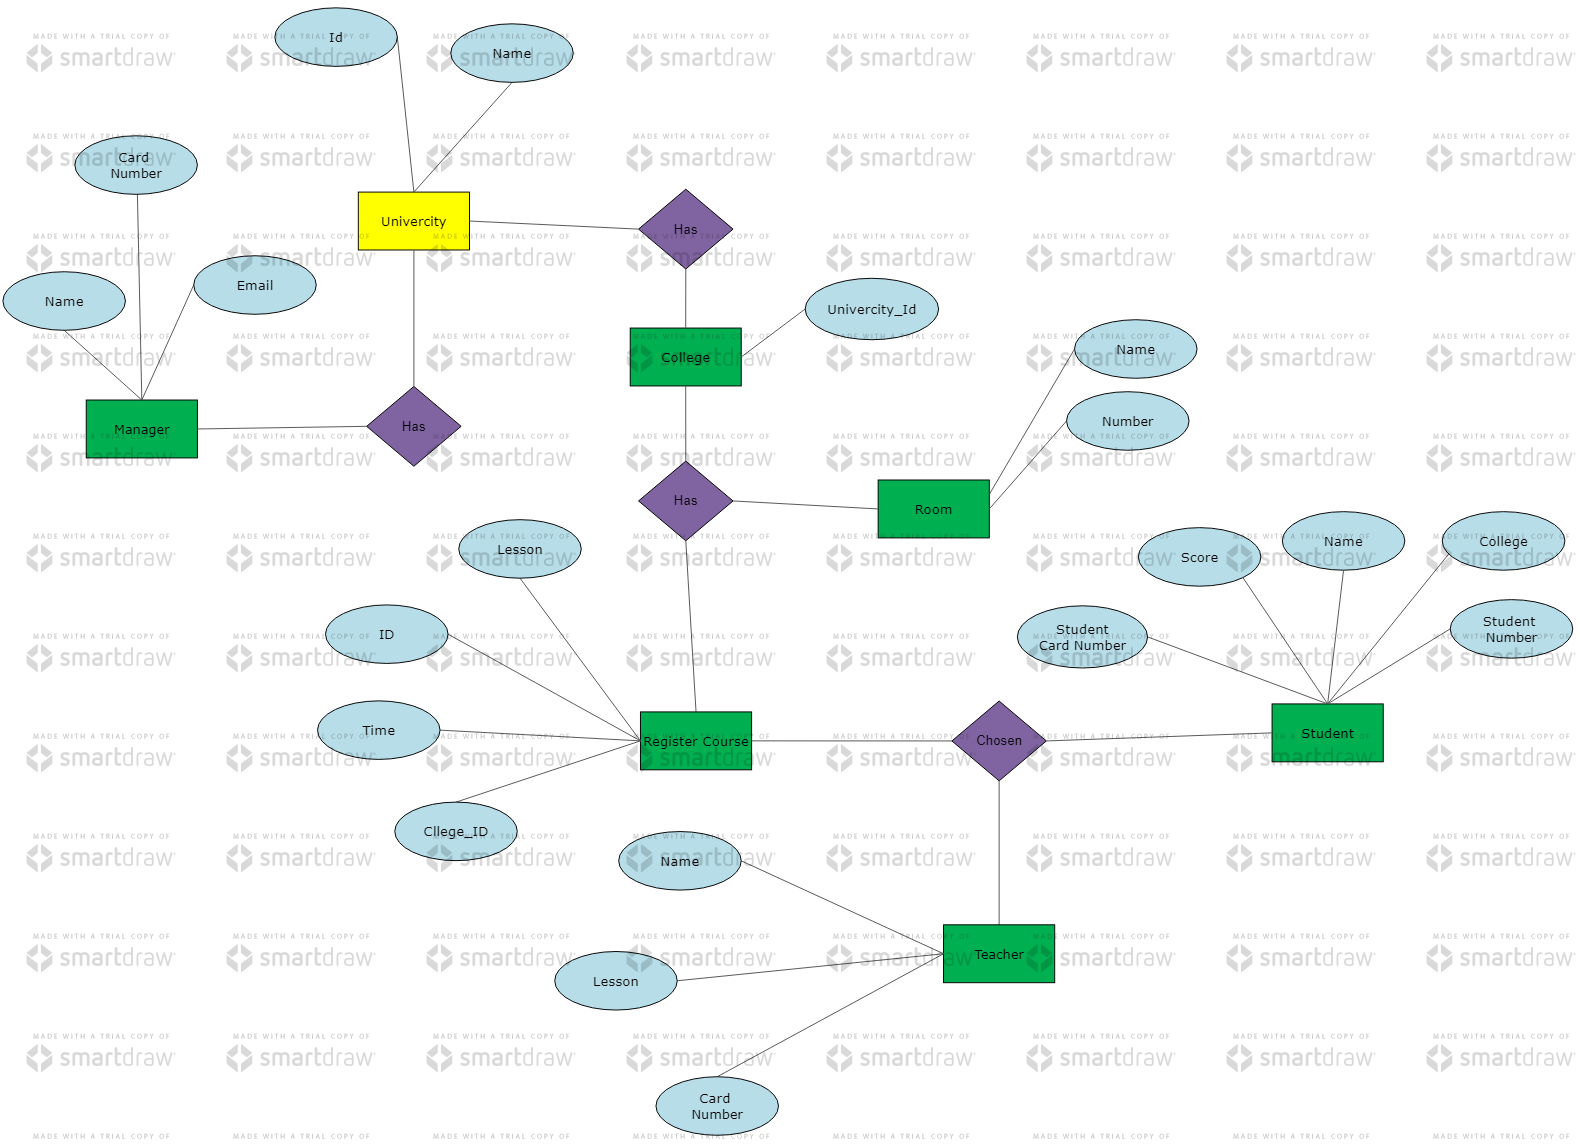 Id
Name
Card
Number
Univercity
Has
Name
Email
Univercity_Id
College
Name
Manager
Has
Number
Has
Room
Lesson
Score
Name
College
ID
Student
Card Number
Student
Number
Time
Register Course
Chosen
Student
Cllege_ID
Name
Teacher
Lesson
Card
Number
MADE WITH A TRIAL COPY OF
smartdraw